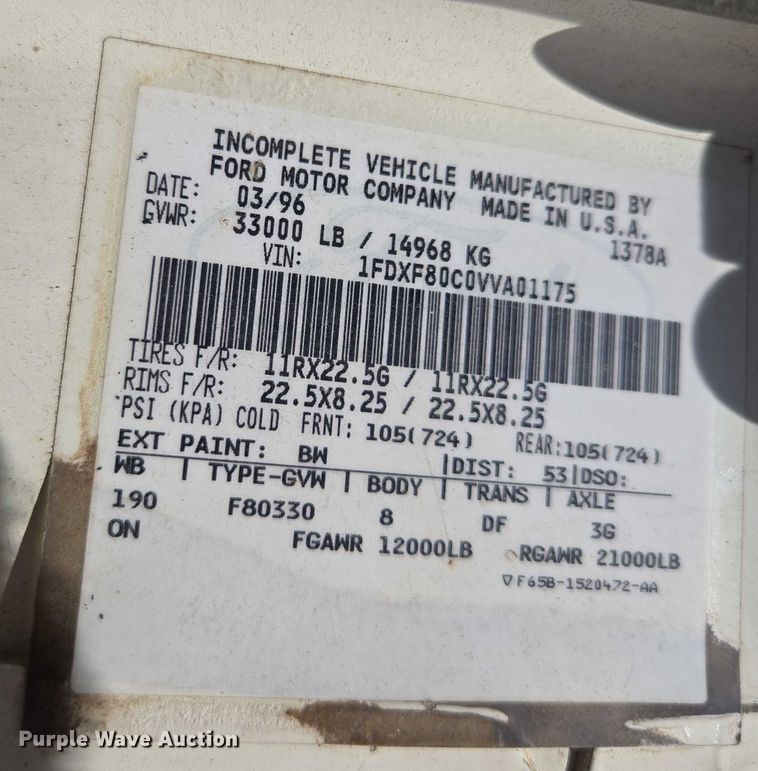 INCOMPLETE VEHICLE MANUFACTURED BY
FORD MOTOR COMPANY MADE IN U.S.A.
DATE: 03/96 1378A
GVWR: 33000 LB / 14968 KG
VIN: 1FDXF80C0VVA01175
TIRES F/R: 11RX22.5G / 11RX22.5G
RIMS F/R: 22.5X8.25 / 22.5X8.25
PSI (KPA) COLD FRNT: 105(724) REAR:105(724)
EXT PAINT: BW |DIST: 53|DSO:
WB | TYPE-GVW | BODY | TRANS | AXLE
190 F80330 8 DF 3G
ON FGAWR 12000LB RGAWR 21000LB
▽F65B-1520472-AA
Purple Wave Auction